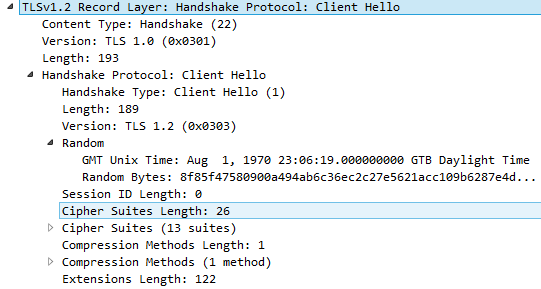 TLSv1.2 Record Layer: Handshake Protocol: Client Hello
Content Type: Handshake (22)
Version: TLS 1.0 (0x0301)
Length: 193
Handshake Protocol: Client Hello
Handshake Type: Client Hello (1)
Length: 189
Version: TLS 1.2 (0x0303)
Random
GMT Unix Time: Aug  1, 1970 23:06:19.000000000 GTB Daylight Time
Random Bytes: 8f85f47580900a494ab6c36ec2c27e5621acc109b6287e4d...
Session ID Length: 0
Cipher Suites Length: 26
Cipher Suites (13 suites)
Compression Methods Length: 1
Compression Methods (1 method)
Extensions Length: 122